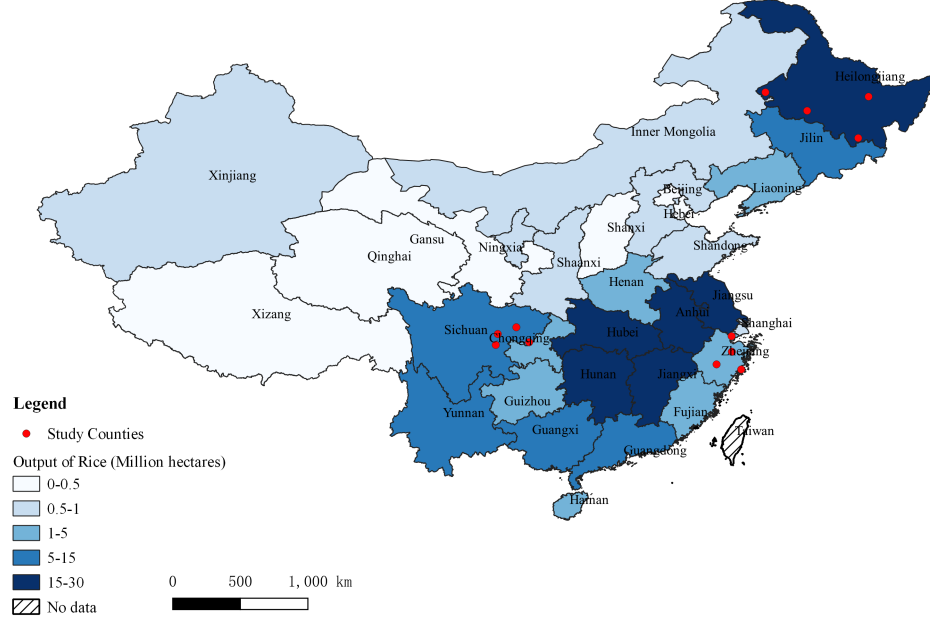 Heilongjiang
Inner Mongolia
Jilin
Xinjiang
Beijing
Liaoning
Hebei
Shanxi
Gansu
Ningxia
Shandong
Qinghai
Shaanxi
Henan
Jiangsu
Xizang
Anhui
Shanghai
Sichuan
Hubei
Chongqing
Zhejiang
Hunan
Jiangxi
Guizhou
Yunnan
Fujian
Guangxi
Taiwan
Guangdong
Hainan
Legend
Study Counties
Output of Rice (Million hectares)
0-0.5
0.5-1
1-5
5-15
15-30
No data
0 500 1,000 km